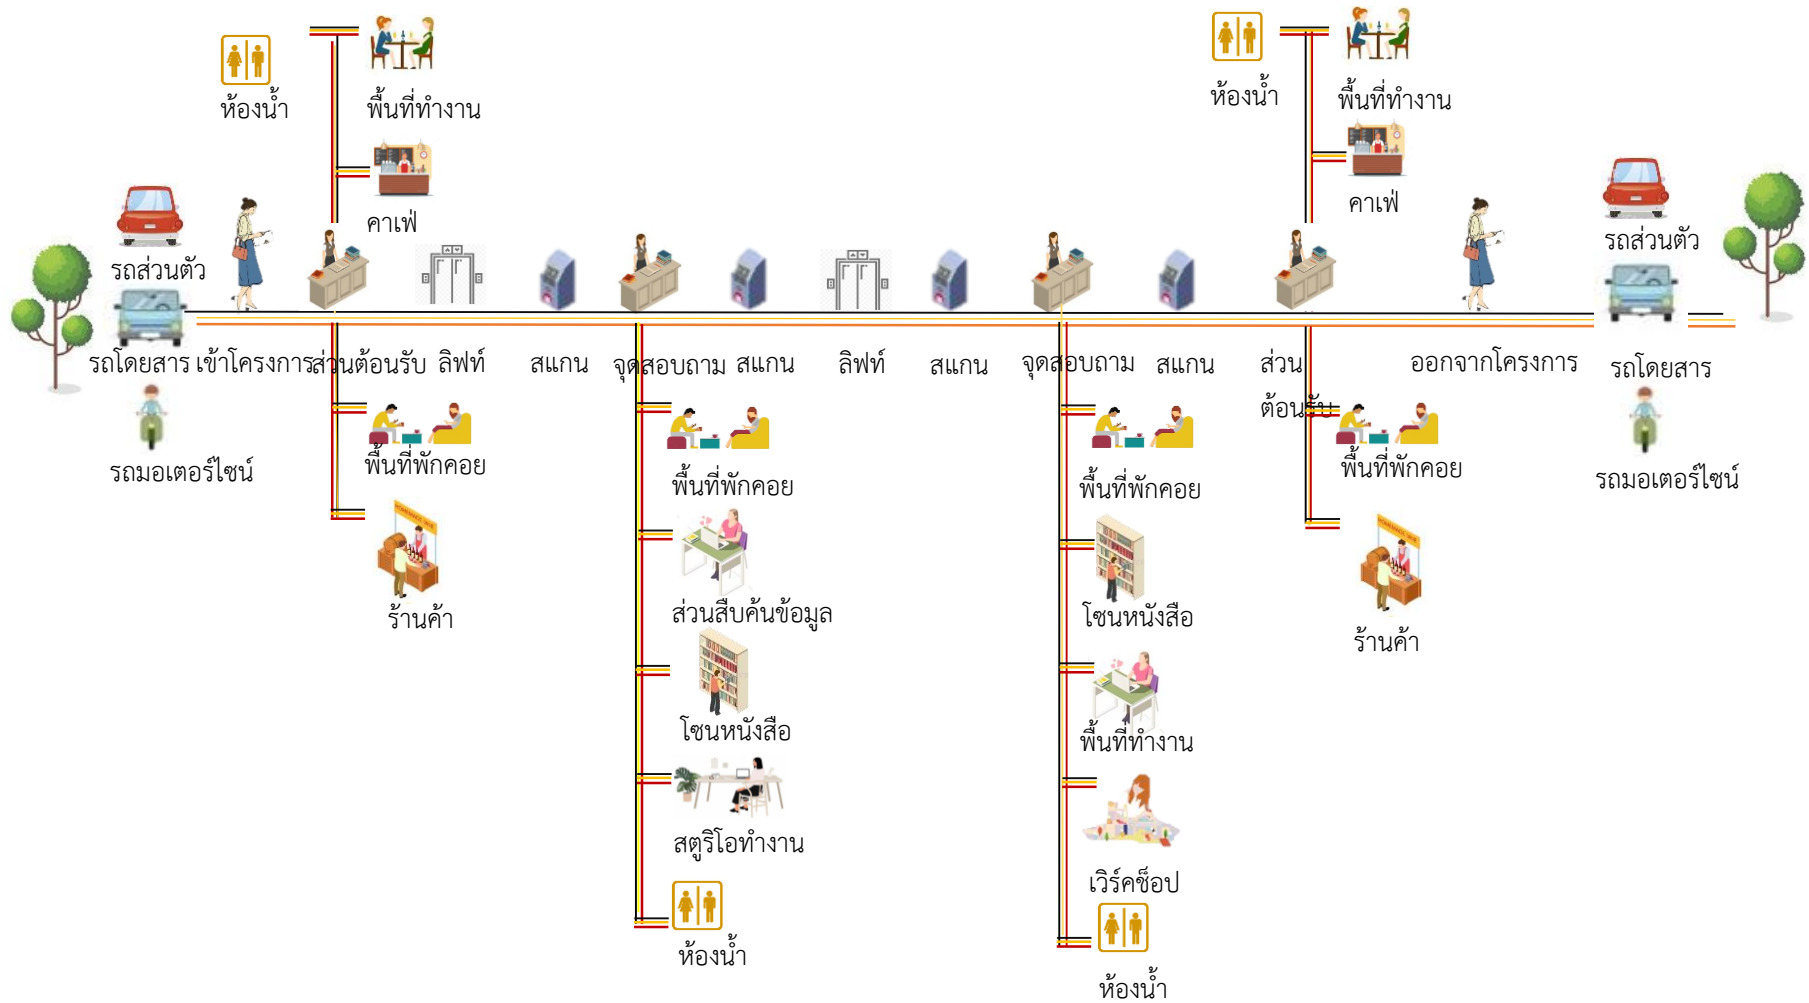 ห้องน้ำ
พื้นที่ทำงาน
คาเฟ่
ห้องน้ำ
พื้นที่ทำงาน
คาเฟ่
รถส่วนตัว
รถส่วนตัว
รถโดยสาร
เข้าโครงการ
ส่วนต้อนรับ
ลิฟท์
สแกน
จุดสอบถาม
สแกน
ลิฟท์
สแกน
จุดสอบถาม
สแกน
ส่วน
ต้อนรับ
ออกจากโครงการ
รถโดยสาร
รถมอเตอร์ไซน์
รถมอเตอร์ไซน์
พื้นที่พักคอย
ร้านค้า
พื้นที่พักคอย
ส่วนสืบค้นข้อมูล
โซนหนังสือ
สตูริโอทำงาน
ห้องน้ำ
พื้นที่พักคอย
โซนหนังสือ
พื้นที่ทำงาน
เวิร์คช็อป
ห้องน้ำ
พื้นที่พักคอย
ร้านค้า